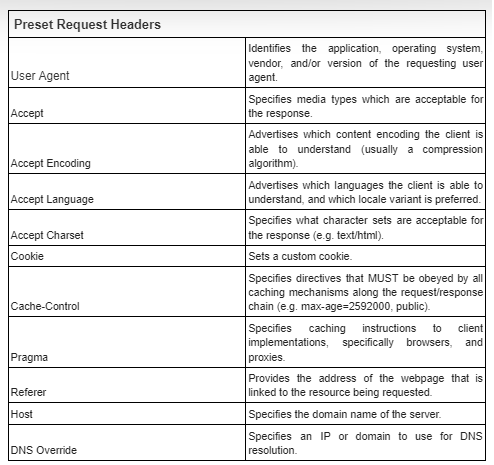 Preset Request Headers
User Agent
Identifies the application, operating system,
vendor, and/or version of the requesting user
agent.
Accept
Specifies media types which are acceptable for
the response.
Accept Encoding
Advertises which content encoding the client is
able to understand (usually a compression
algorithm).
Accept Language
Advertises which languages the client is able to
understand, and which locale variant is preferred.
Accept Charset
Specifies what character sets are acceptable for
the response (e.g. text/html).
Cookie
Sets a custom cookie.
Cache-Control
Specifies directives that MUST be obeyed by all
caching mechanisms along the request/response
chain (e.g. max-age=2592000, public).
Pragma
Specifies caching instructions to client
implementations, specifically browsers, and
proxies.
Referer
Provides the address of the webpage that is
linked to the resource being requested.
Host
Specifies the domain name of the server.
DNS Override
Specifies an IP or domain to use for DNS
resolution.